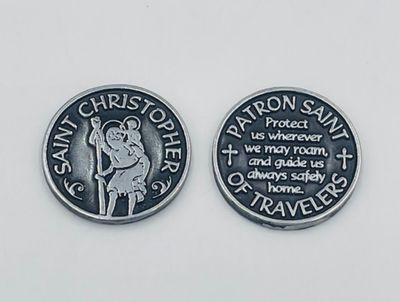 SAINT CHRISTOPHER
PATRON SAINT
Protect
us wherever
we may roam,
and guide us
always safely
home.
OF TRAVELERS